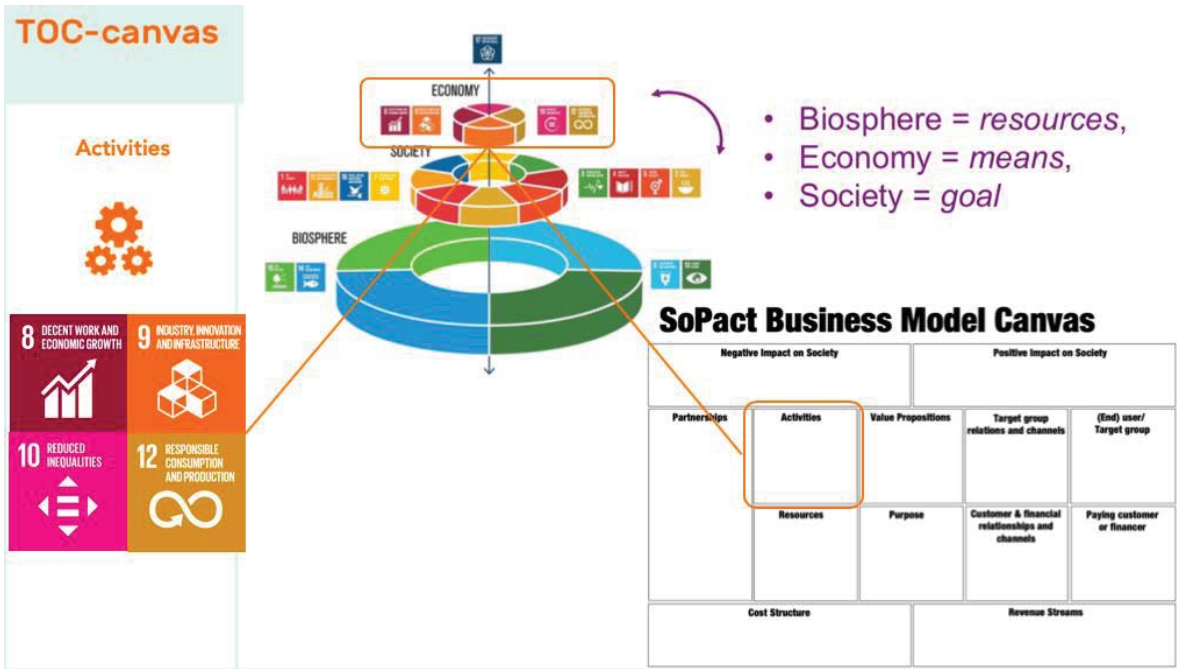 TOC-canvas
Activities
8 DECENT WORK AND
ECONOMIC GROWTH
9 INDUSTRY, INNOVATION
AND INFRASTRUCTURE
10 REDUCED
INEQUALITIES
12 RESPONSIBLE
CONSUMPTION
AND PRODUCTION
ECONOMY
SOCIETY
BIOSPHERE
• Biosphere = resources,
• Economy = means,
• Society = goal
SoPact Business Model Canvas
Negative Impact on Society
Positive Impact on Society
Partnerships
Activities
Value Propositions
Target group
relations and channels
(End) user/
Target group
Resources
Purpose
Customer & financial
relationships and
channels
Paying customer
or financer
Cost Structure
Revenue Streams